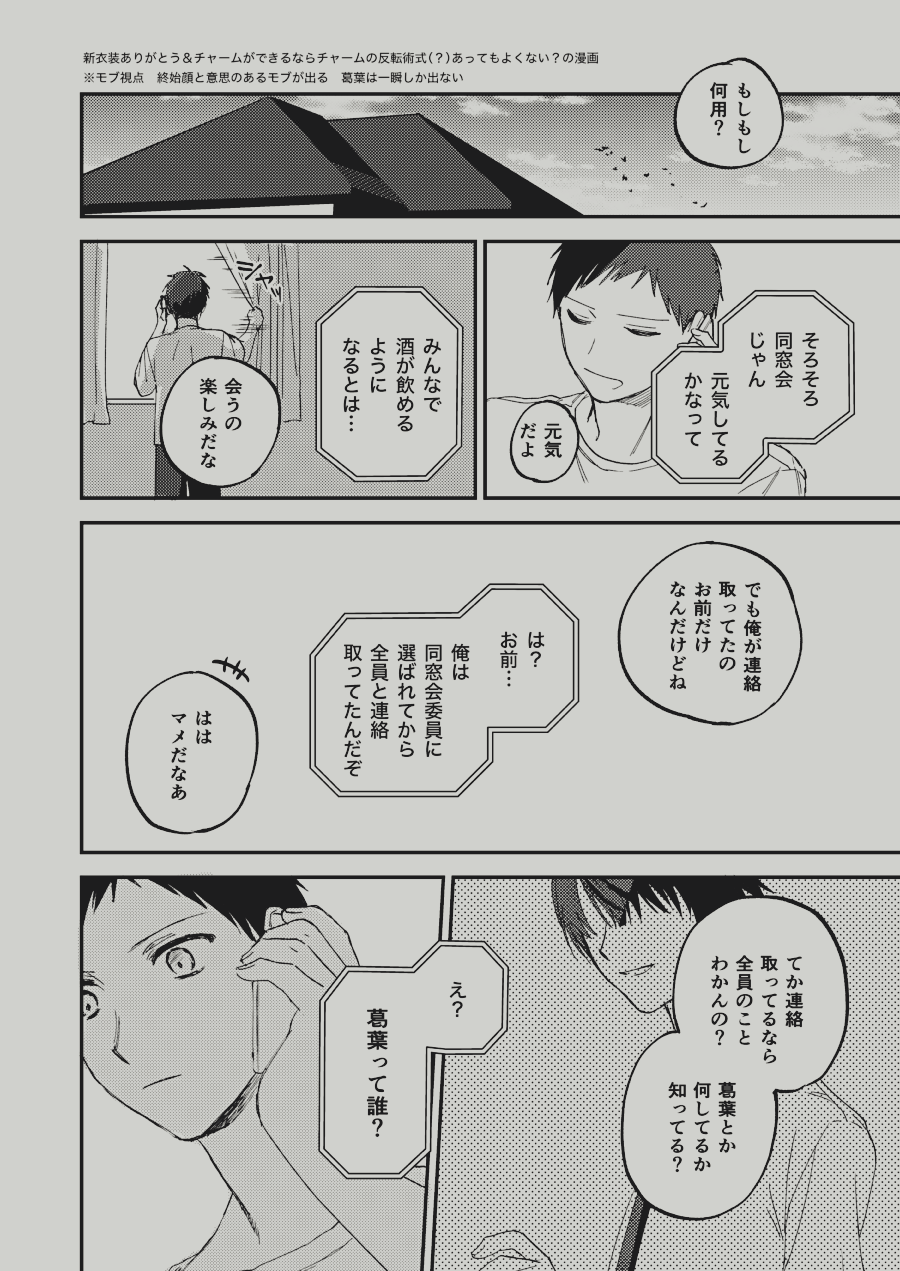 新衣装ありがとう＆チャームができるならチャームの反転術式(？)あってもよくない？の漫画
※モブ視点　終始顔と意思のあるモブが出る　葛葉は一瞬しか出ない
もしもし
何用？
そろそろ
同窓会
じゃん
元気してる
かなって
元気
だよ
シャッ
みんなで
酒が飲める
ように
なるとは…
会うの
楽しみだな
でも俺が連絡
取ってたの
お前だけ
なんだけどね
は？
お前…
俺は
同窓会委員に
選ばれてから
全員と連絡
取ってたんだぞ
はは
マメだなあ
てか連絡
取ってるなら
全員のこと
わかんの？
葛葉とか
何してるか
知ってる？
え？
葛葉って誰？